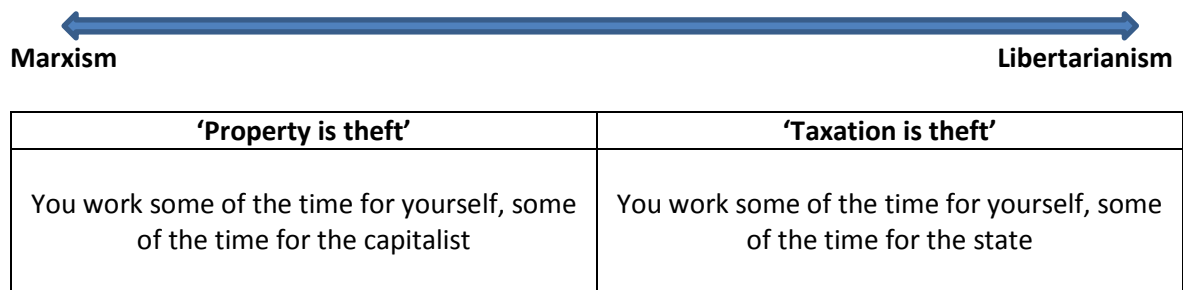 Marxism Libertarianism
‘Property is theft’ ‘Taxation is theft’
You work some of the time for yourself, some
of the time for the capitalist
You work some of the time for yourself, some
of the time for the state